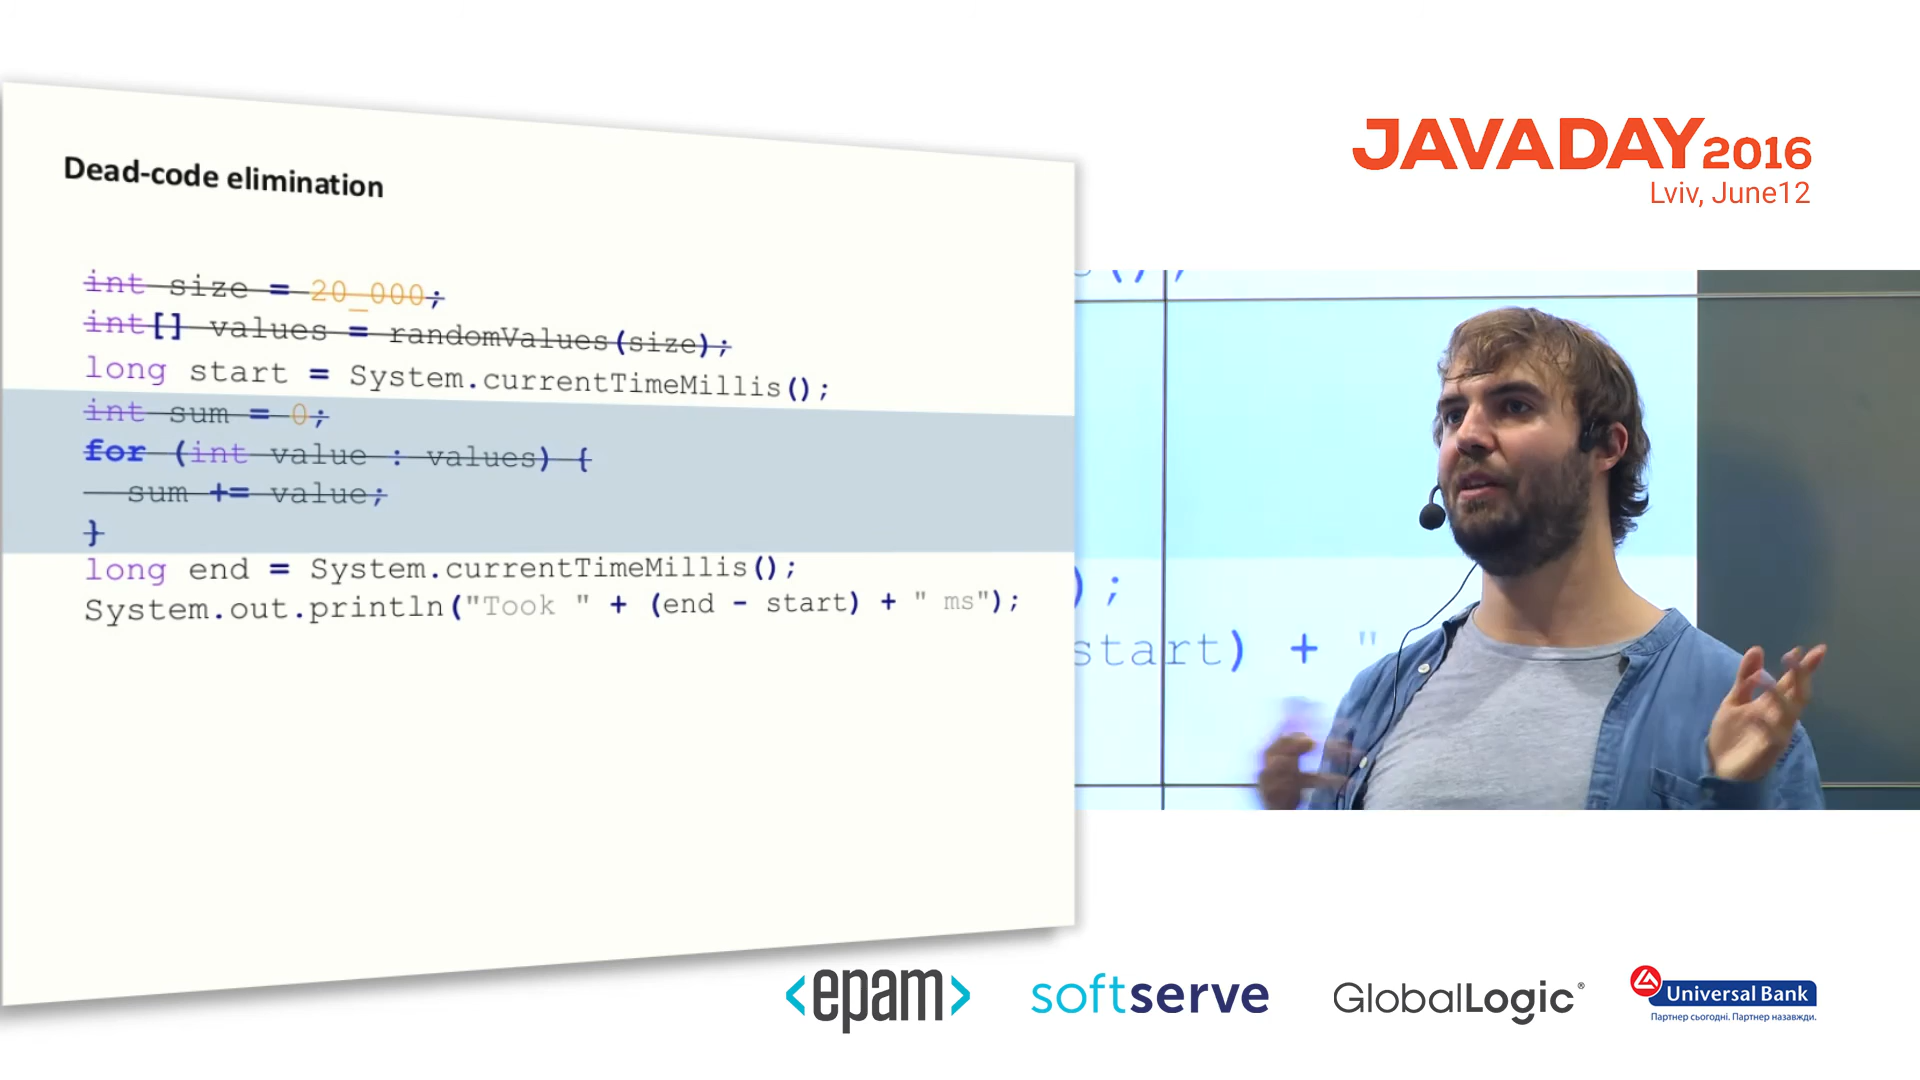 Dead-code elimination
int size = 20_000;
int[] values = randomValues(size);
long start = System.currentTimeMillis();
int sum = 0;
for (int value : values) {
sum += value;
}
long end = System.currentTimeMillis();
System.out.println("Took " + (end - start) + " ms");
JAVADAY2016
Lviv, June12
();
);
start) + "
<epam>
softserve
GlobalLogic®
Universal Bank
Партнер сьогодні. Партнер назавжди.